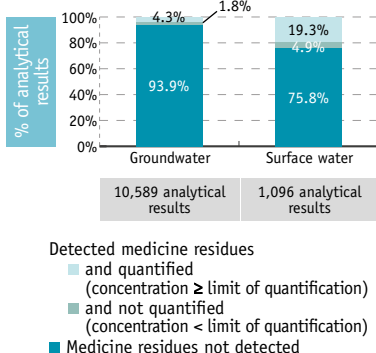 % of analytical
results
100%
80%
60%
40%
20%
0%
4.3%
1.8%
93.9%
19.3%
4.9%
75.8%
Groundwater
Surface water
10,589 analytical
results
1,096 analytical
results
Detected medicine residues
and quantified
(concentration ≥ limit of quantification)
and not quantified
(concentration < limit of quantification)
Medicine residues not detected